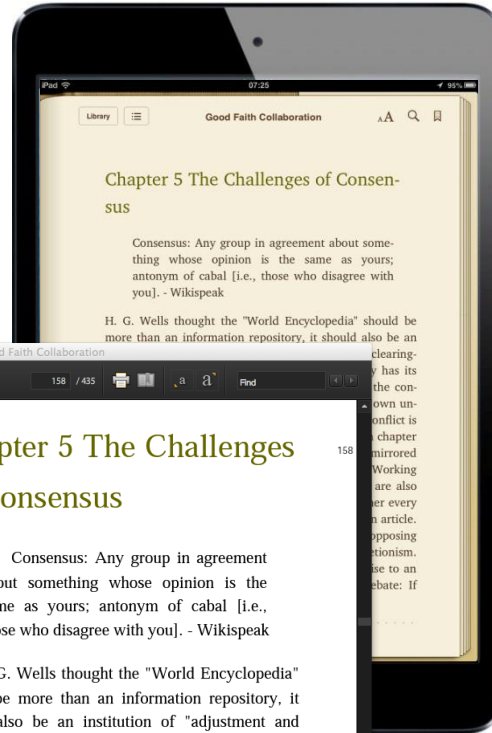 iPad 07:25 95%
Library Good Faith Collaboration AA
Chapter 5 The Challenges of Consen-
sus
Consensus: Any group in agreement about some-
thing whose opinion is the same as yours;
antonym of cabal [i.e., those who disagree with
you]. - Wikispeak
H. G. Wells thought the "World Encyclopedia" should be
more than an information repository, it should also be an
clearing-
has its
the con-
own un-
onflict is
chapter
mirrored
Working
are also
er every
n article.
opposing
etionism.
ise to an
ebate: If
d Faith Collaboration
158 / 435 a a Find
pter 5 The Challenges
158
onsensus
Consensus: Any group in agreement
out something whose opinion is the
me as yours; antonym of cabal [i.e.,
ose who disagree with you]. - Wikispeak
G. Wells thought the "World Encyclopedia"
be more than an information repository, it
also be an institution of "adjustment and